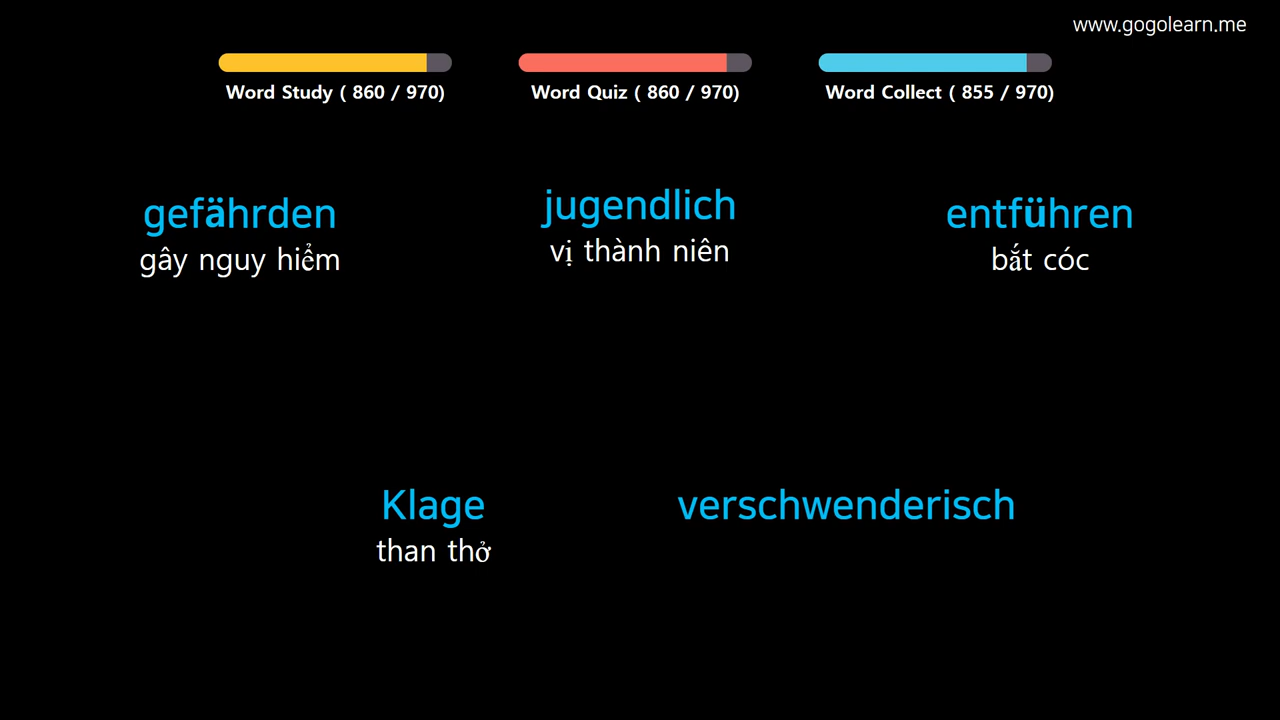 www.gogolearn.me
Word Study ( 860 / 970)
Word Quiz ( 860 / 970)
Word Collect ( 855 / 970)
gefährden
gây nguy hiểm
jugendlich
vị thành niên
entführen
bắt cóc
Klage
than thở
verschwenderisch